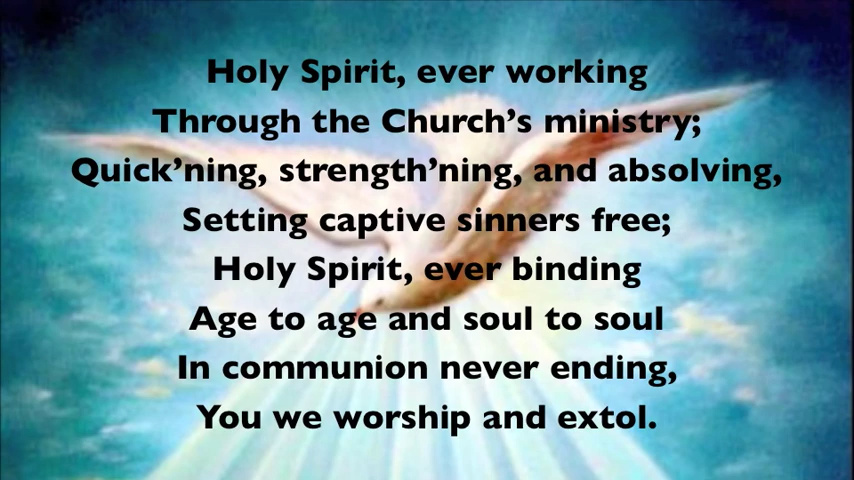 Holy Spirit, ever working
Through the Church’s ministry;
Quick’ning, strength’ning, and absolving,
Setting captive sinners free;
Holy Spirit, ever binding
Age to age and soul to soul
In communion never ending,
You we worship and extol.